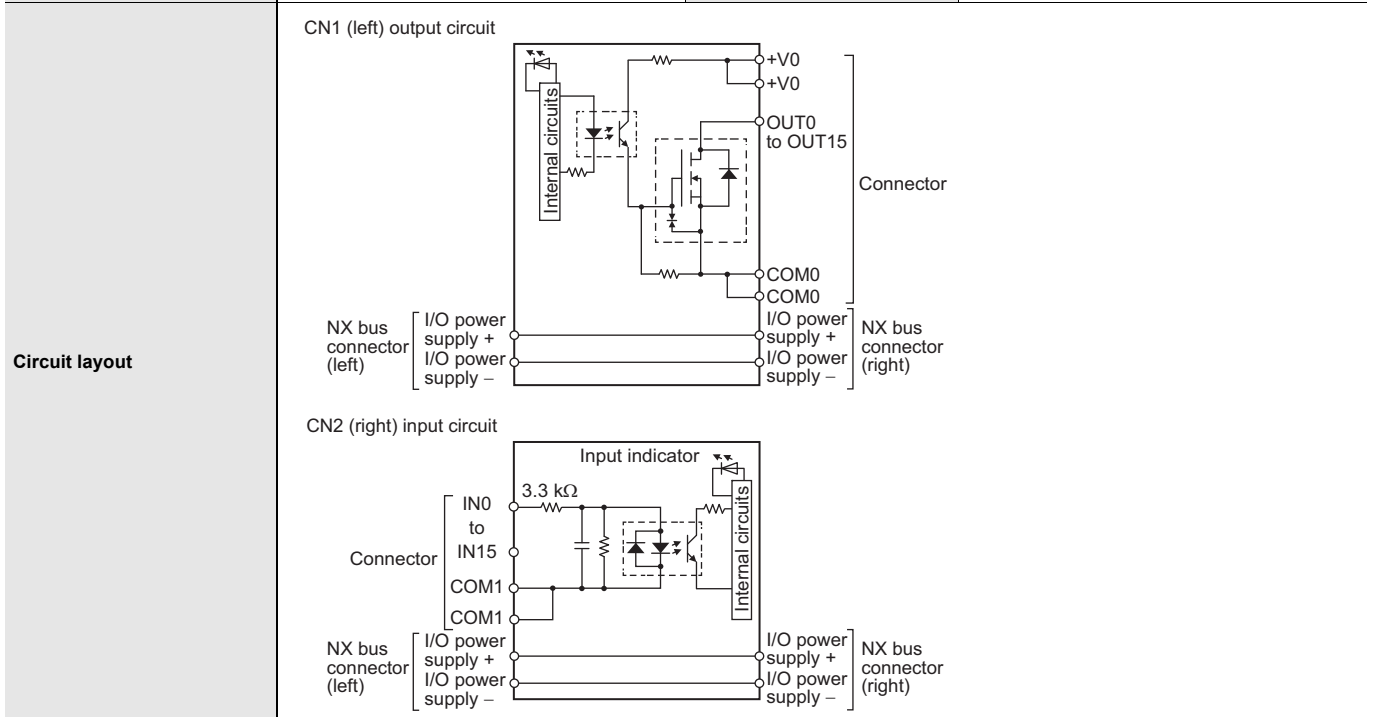 Circuit layout
CN1 (left) output circuit
Internal circuits
+V0
+V0
OUT0
to OUT15
Connector
COM0
COM0
NX bus
connector
(left)
I/O power
supply +
I/O power
supply –
I/O power
supply +
I/O power
supply –
NX bus
connector
(right)
CN2 (right) input circuit
Input indicator
Connector
IN0
to
IN15
COM1
COM1
3.3 kΩ
Internal circuits
NX bus
connector
(left)
I/O power
supply +
I/O power
supply –
I/O power
supply +
I/O power
supply –
NX bus
connector
(right)